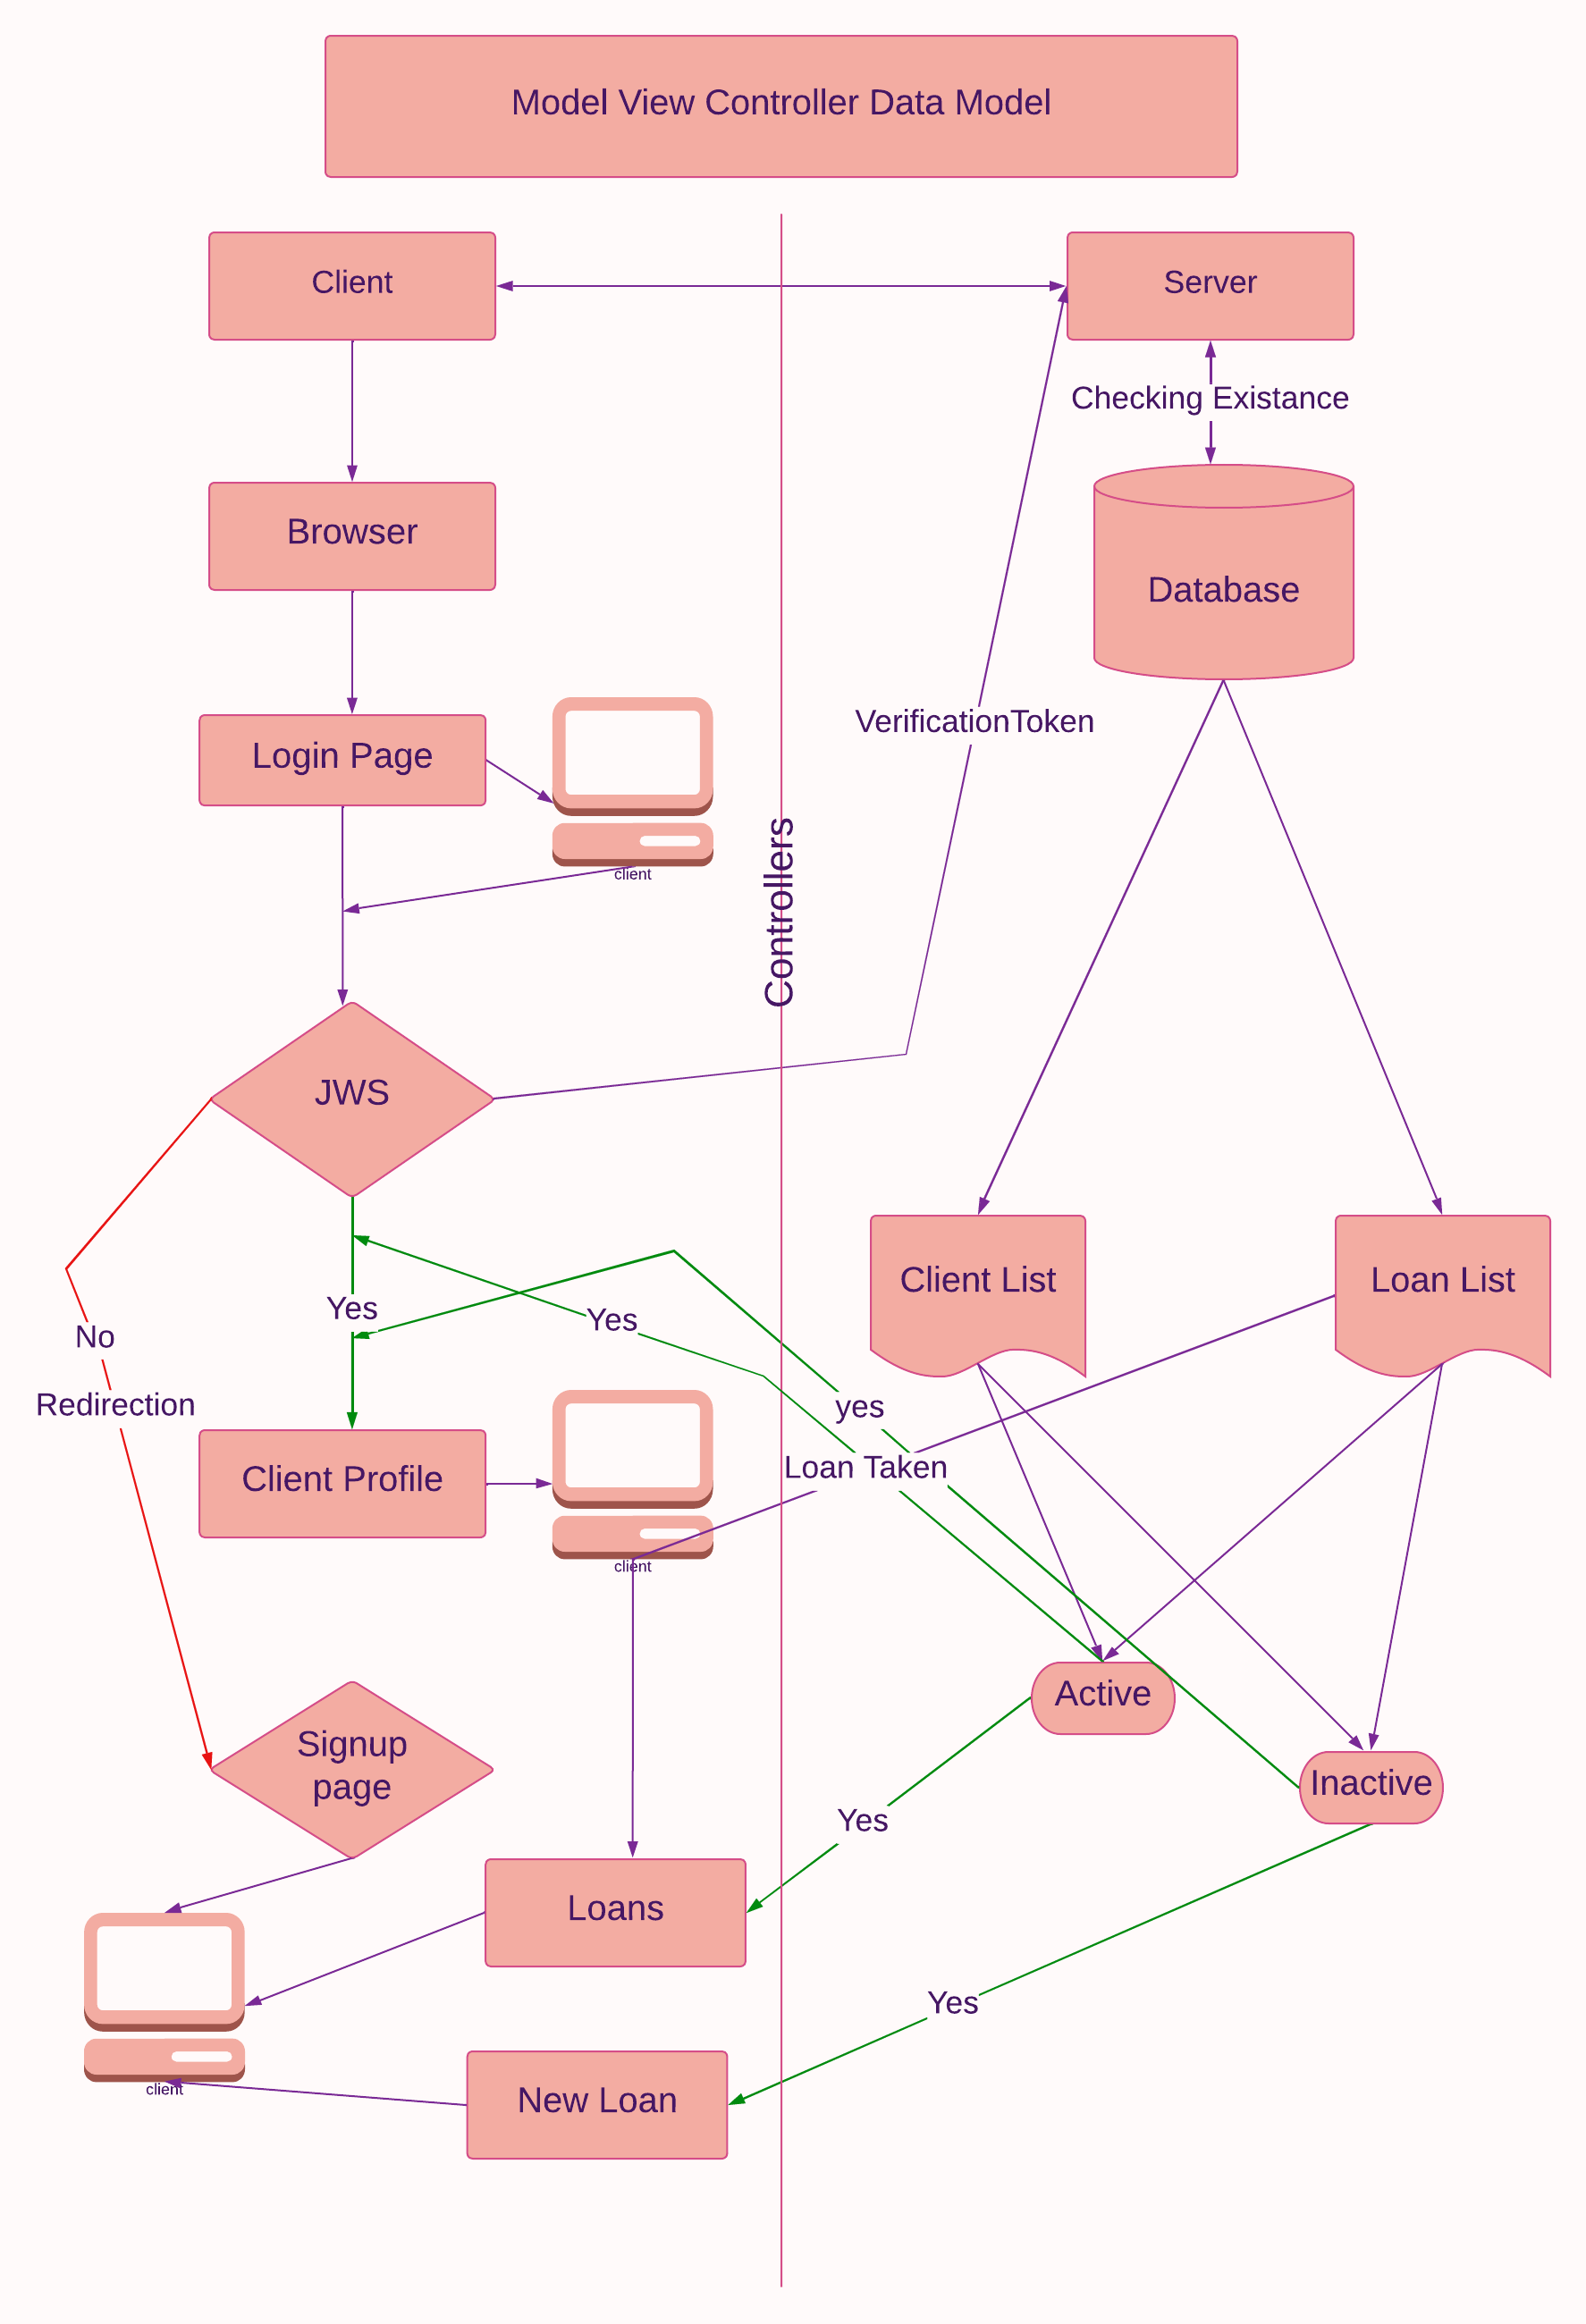 Model View Controller Data Model
Client
Server
Checking Existance
Browser
Database
VerificationToken
Login Page
client
Controllers
JWS
Client List
Loan List
Yes
Yes
No
yes
Redirection
Loan Taken
Client Profile
client
Active
Signup
page
Inactive
Yes
Loans
Yes
client
New Loan